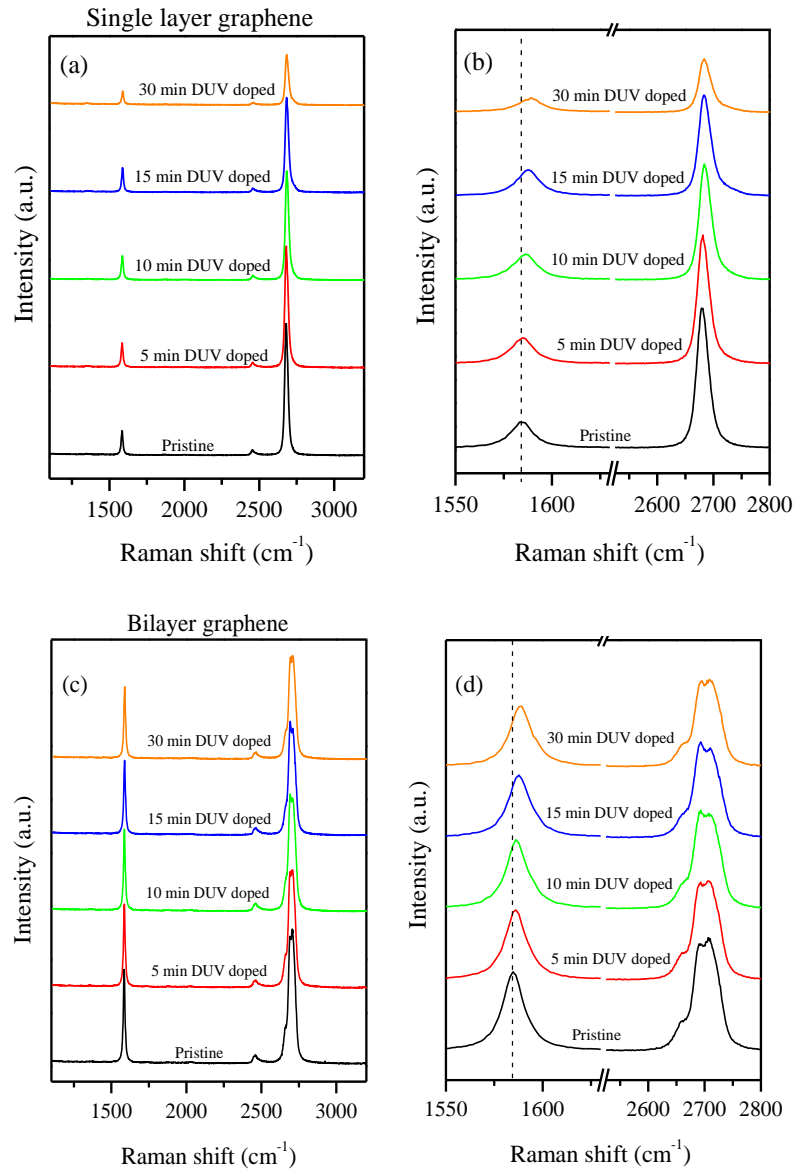 Single layer graphene
(a)
30 min DUV doped
15 min DUV doped
10 min DUV doped
5 min DUV doped
Pristine
Intensity (a.u.)
1500 2000 2500 3000
Raman shift (cm⁻¹)
(b)
30 min DUV doped
15 min DUV doped
10 min DUV doped
5 min DUV doped
Pristine
Intensity (a.u.)
1550 1600 2600 2700 2800
Raman shift (cm⁻¹)
Bilayer graphene
(c)
30 min DUV doped
15 min DUV doped
10 min DUV doped
5 min DUV doped
Pristine
Intensity (a.u.)
1500 2000 2500 3000
Raman shift (cm⁻¹)
(d)
30 min DUV doped
15 min DUV doped
10 min DUV doped
5 min DUV doped
Pristine
Intensity (a.u.)
1550 1600 2600 2700 2800
Raman shift (cm⁻¹)